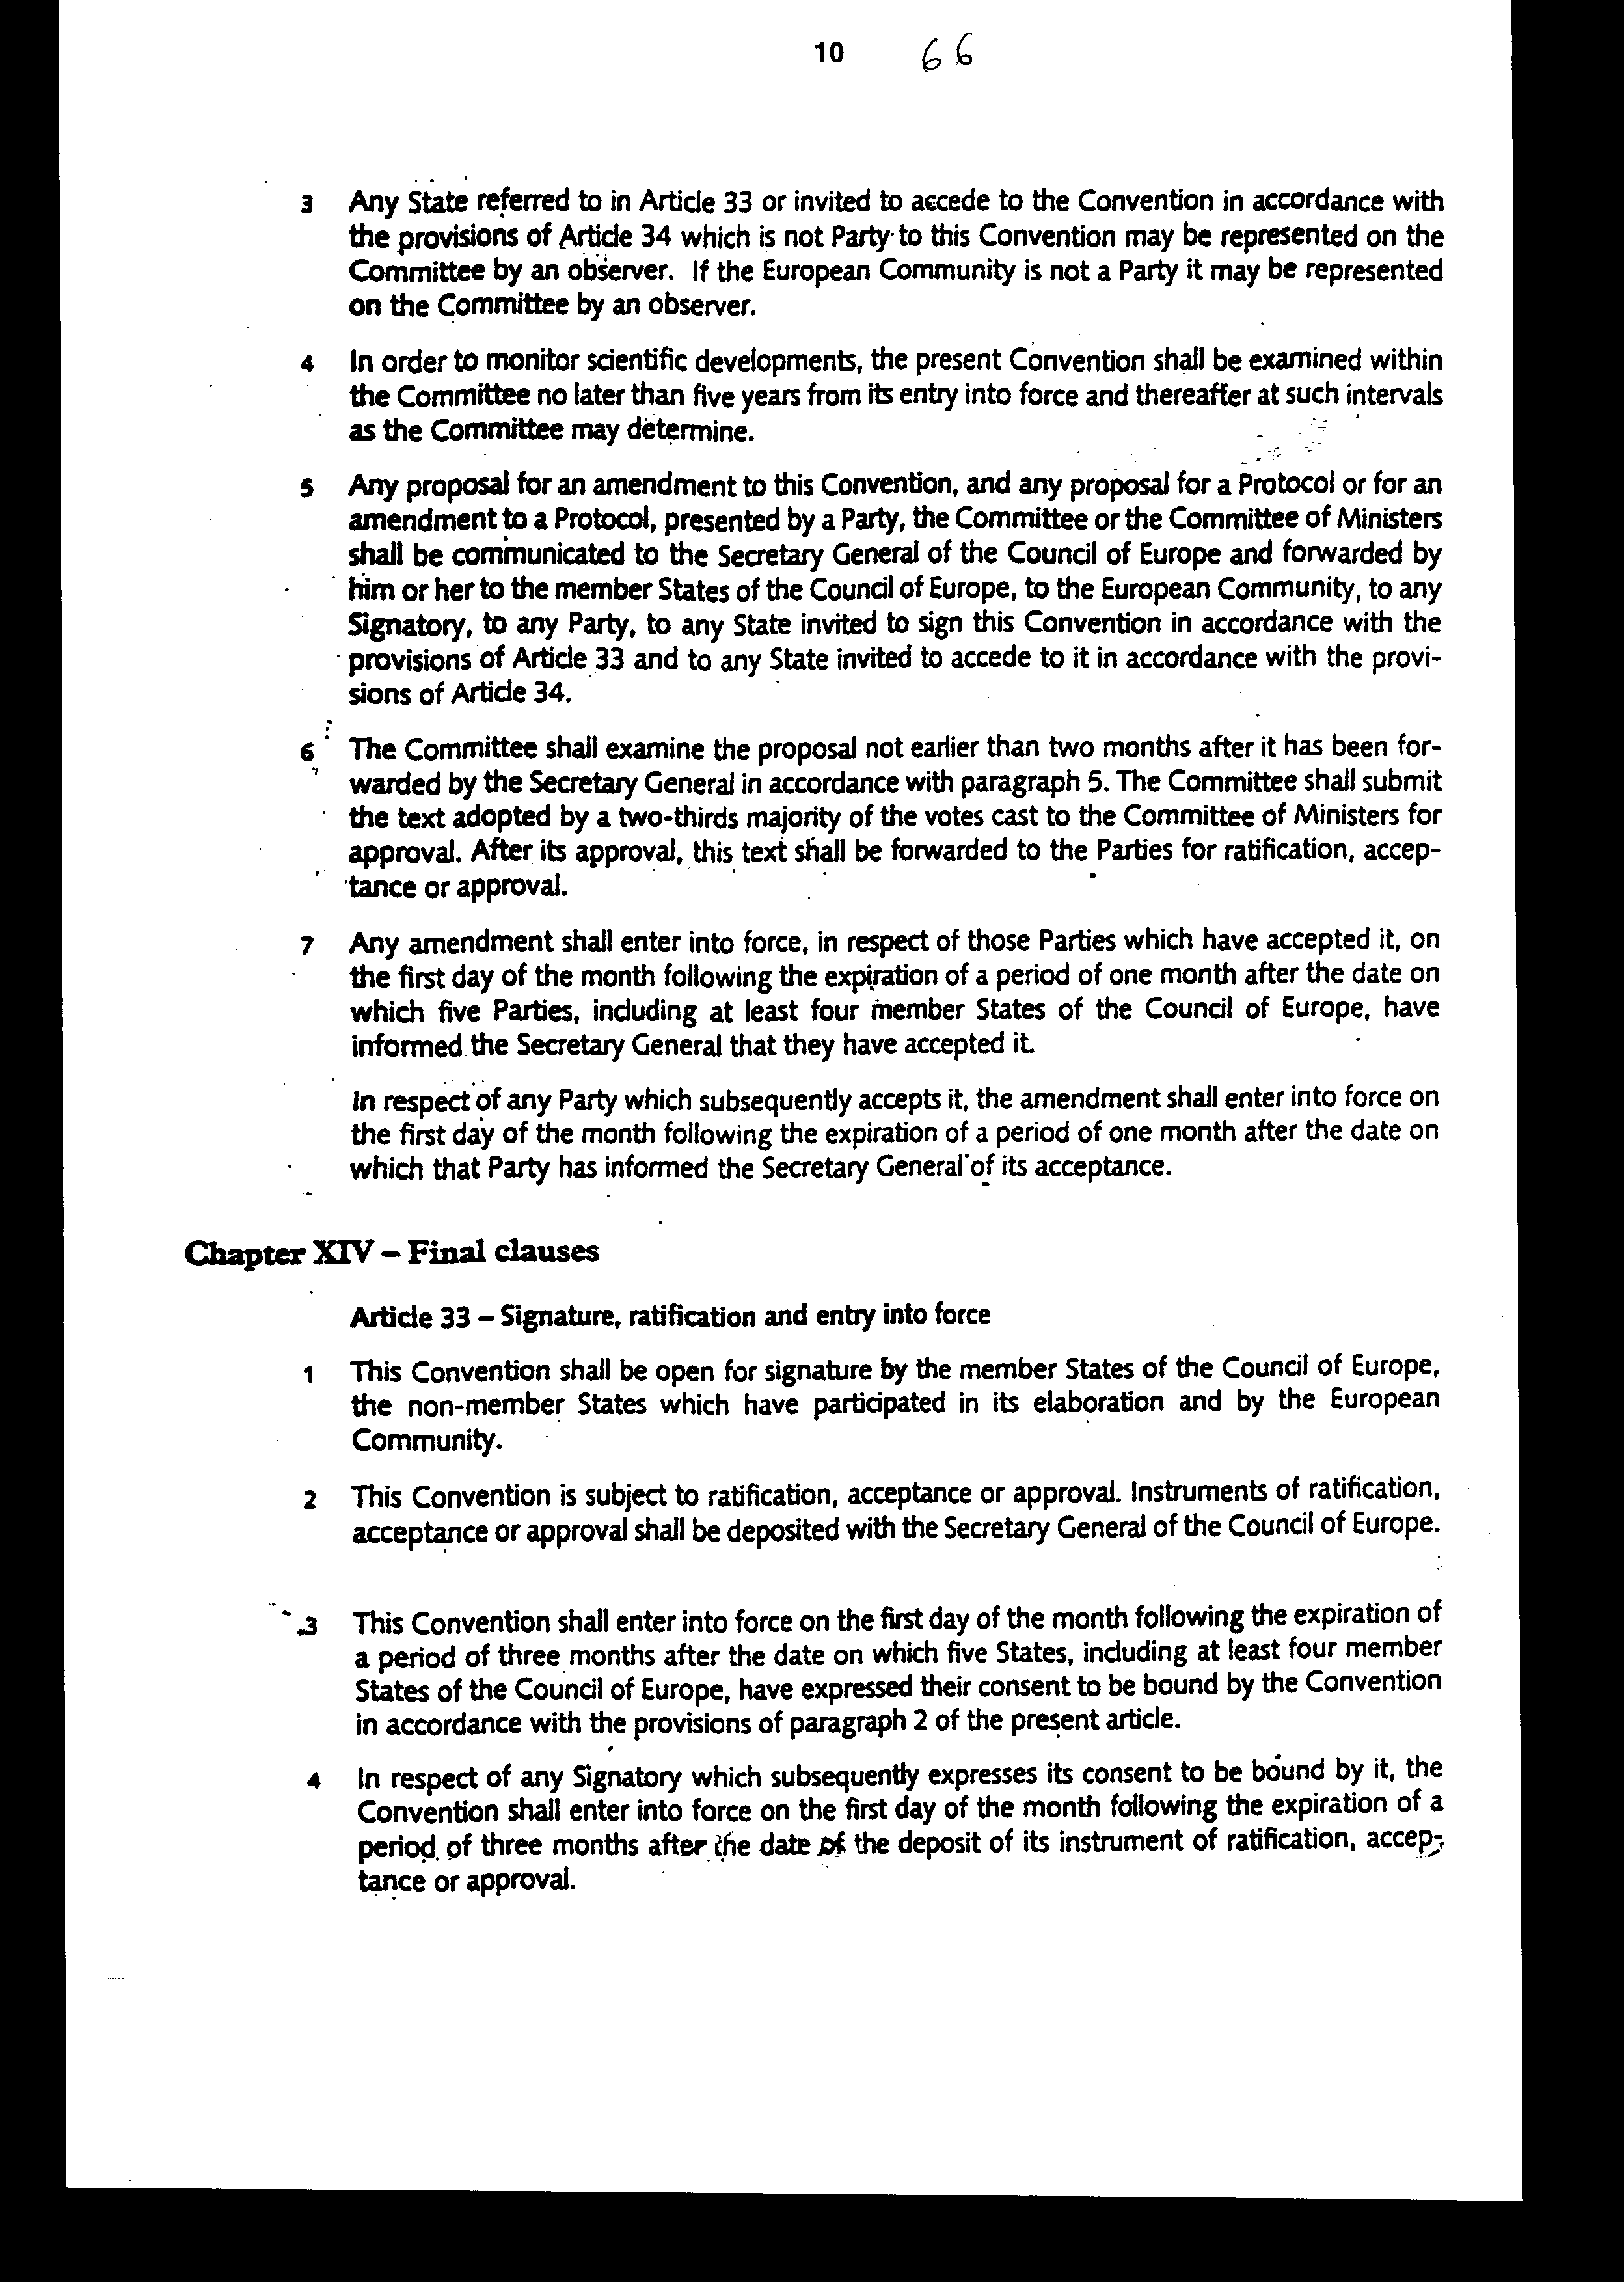 10 66
3 Any State referred to in Article 33 or invited to accede to the Convention in accordance with
the provisions of Article 34 which is not Party to this Convention may be represented on the
Committee by an observer. If the European Community is not a Party it may be represented
on the Committee by an observer.
4 In order to monitor scientific developments, the present Convention shall be examined within
the Committee no later than five years from its entry into force and thereafter at such intervals
as the Committee may determine.
5 Any proposal for an amendment to this Convention, and any proposal for a Protocol or for an
amendment to a Protocol, presented by a Party, the Committee or the Committee of Ministers
shall be communicated to the Secretary General of the Council of Europe and forwarded by
him or her to the member States of the Council of Europe, to the European Community, to any
Signatory, to any Party, to any State invited to sign this Convention in accordance with the
provisions of Article 33 and to any State invited to accede to it in accordance with the provi-
sions of Article 34.
6 The Committee shall examine the proposal not earlier than two months after it has been for-
warded by the Secretary General in accordance with paragraph 5. The Committee shall submit
the text adopted by a two-thirds majority of the votes cast to the Committee of Ministers for
approval. After its approval, this text shall be forwarded to the Parties for ratification, accep-
tance or approval.
7 Any amendment shall enter into force, in respect of those Parties which have accepted it, on
the first day of the month following the expiration of a period of one month after the date on
which five Parties, including at least four member States of the Council of Europe, have
informed the Secretary General that they have accepted it.
In respect of any Party which subsequently accepts it, the amendment shall enter into force on
the first day of the month following the expiration of a period of one month after the date on
which that Party has informed the Secretary General of its acceptance.
Chapter XIV – Final clauses
Article 33 – Signature, ratification and entry into force
1 This Convention shall be open for signature by the member States of the Council of Europe,
the non-member States which have participated in its elaboration and by the European
Community.
2 This Convention is subject to ratification, acceptance or approval. Instruments of ratification,
acceptance or approval shall be deposited with the Secretary General of the Council of Europe.
3 This Convention shall enter into force on the first day of the month following the expiration of
a period of three months after the date on which five States, including at least four member
States of the Council of Europe, have expressed their consent to be bound by the Convention
in accordance with the provisions of paragraph 2 of the present article.
4 In respect of any Signatory which subsequently expresses its consent to be bound by it, the
Convention shall enter into force on the first day of the month following the expiration of a
period of three months after the date of the deposit of its instrument of ratification, accep-
tance or approval.